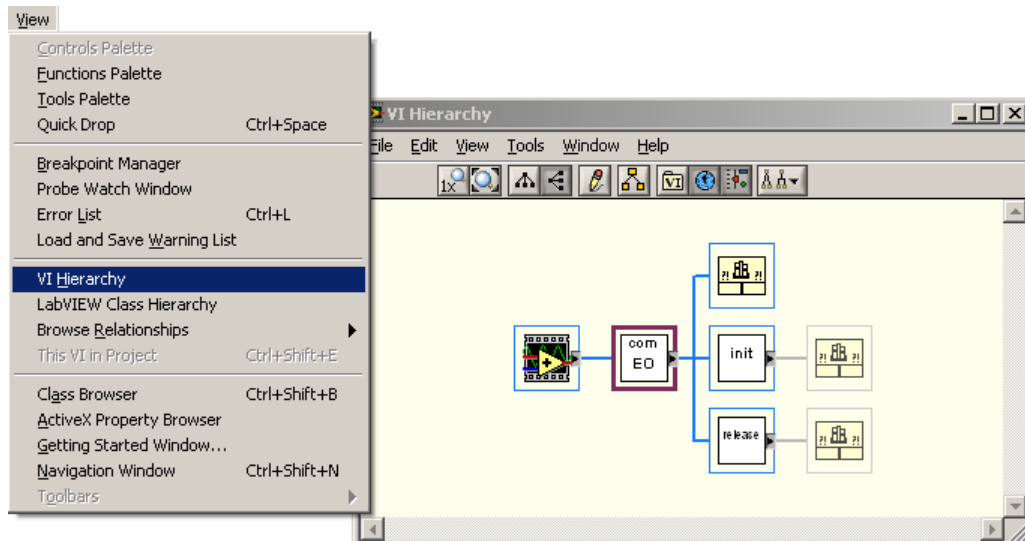 View
Controls Palette
Functions Palette
Tools Palette
Quick Drop Ctrl+Space
Breakpoint Manager
Probe Watch Window
Error List Ctrl+L
Load and Save Warning List
VI Hierarchy
LabVIEW Class Hierarchy
Browse Relationships
This VI in Project Ctrl+Shift+E
Class Browser Ctrl+Shift+B
ActiveX Property Browser
Getting Started Window...
Navigation Window Ctrl+Shift+N
Toolbars
VI Hierarchy
File Edit View Tools Window Help
1x VI
?! ?!
com
EO
init
?! ?!
release
?! ?!